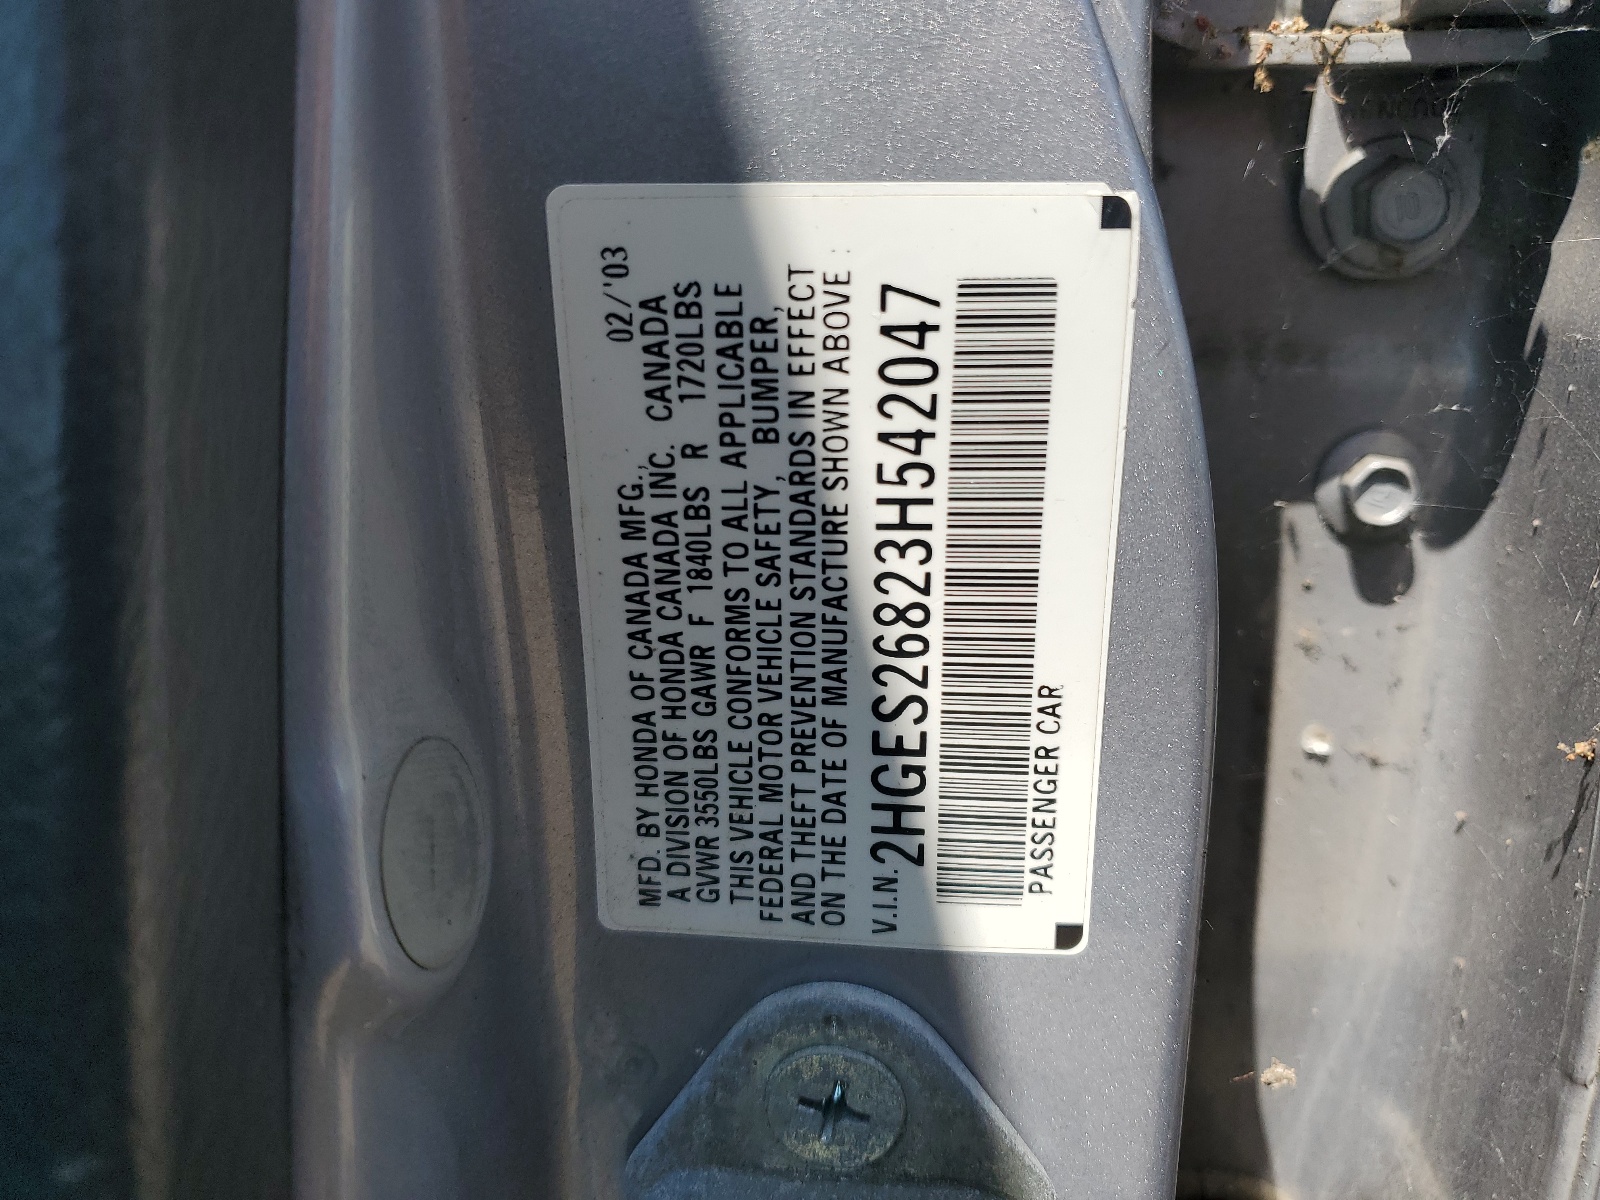 MFD. BY HONDA OF CANADA MFG., 02/'03
A DIVISION OF HONDA CANADA INC. CANADA
GVWR 3550LBS GAWR F 1840LBS R 1720LBS
THIS VEHICLE CONFORMS TO ALL APPLICABLE
FEDERAL MOTOR VEHICLE SAFETY, BUMPER,
AND THEFT PREVENTION STANDARDS IN EFFECT
ON THE DATE OF MANUFACTURE SHOWN ABOVE :
V.I.N. 2HGES26823H542047
PASSENGER CAR